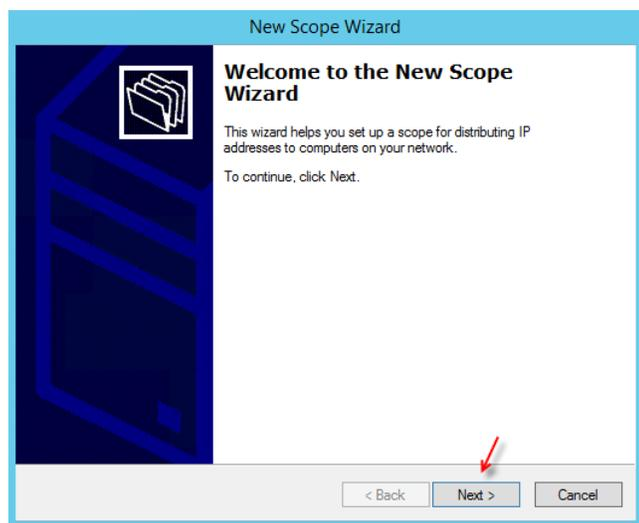 New Scope Wizard
Welcome to the New Scope
Wizard
This wizard helps you set up a scope for distributing IP
addresses to computers on your network.
To continue, click Next.
< Back
Next >
Cancel